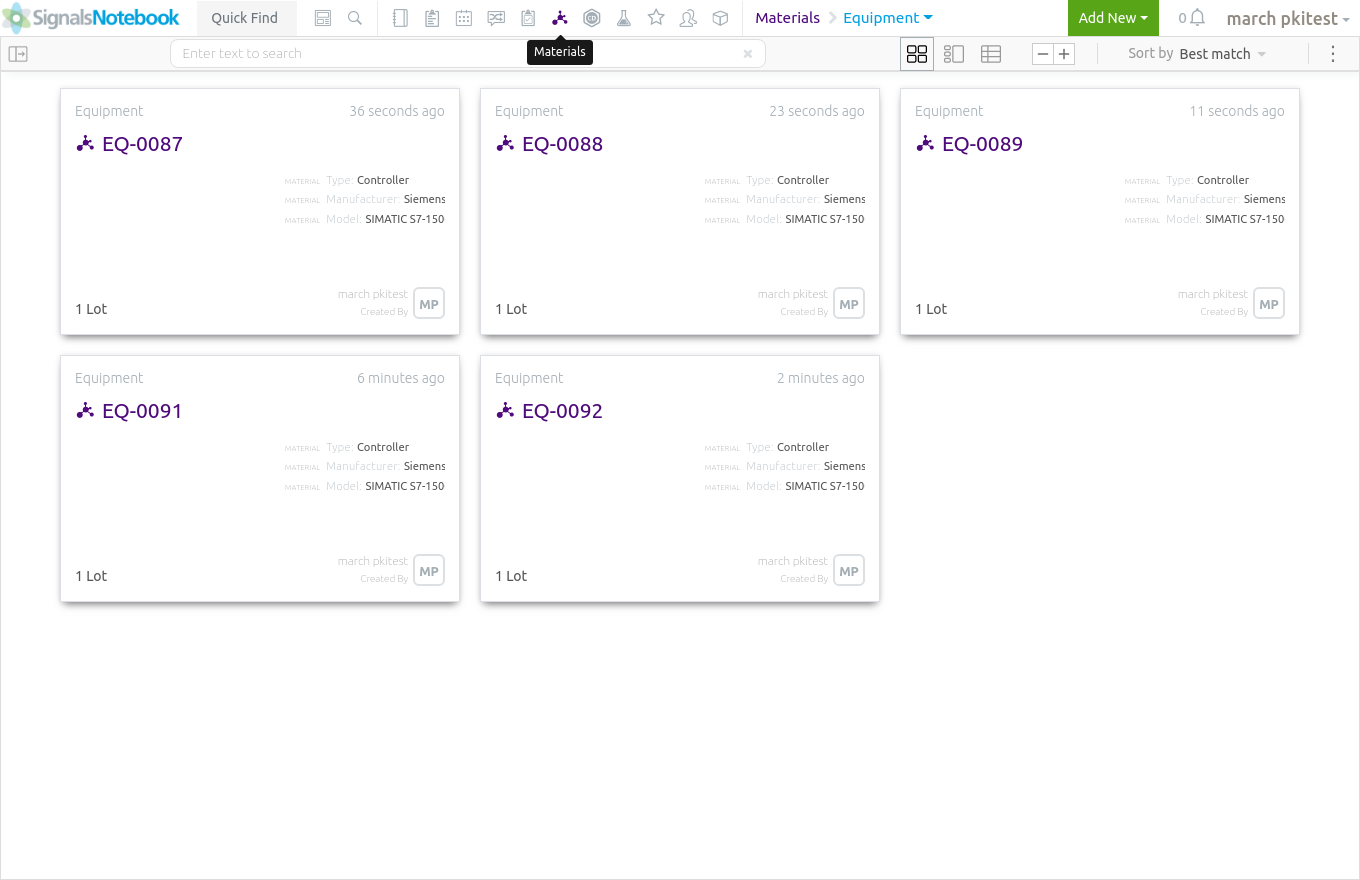 SignalsNotebook Quick Find Materials Equipment Add New 0 march pkitest
Enter text to search Materials Sort by Best match
Equipment 36 seconds ago
EQ-0087
MATERIAL Type: Controller
MATERIAL Manufacturer: Siemens
MATERIAL Model: SIMATIC S7-150
march pkitest
Created By
MP
1 Lot
Equipment 23 seconds ago
EQ-0088
MATERIAL Type: Controller
MATERIAL Manufacturer: Siemens
MATERIAL Model: SIMATIC S7-150
march pkitest
Created By
MP
1 Lot
Equipment 11 seconds ago
EQ-0089
MATERIAL Type: Controller
MATERIAL Manufacturer: Siemens
MATERIAL Model: SIMATIC S7-150
march pkitest
Created By
MP
1 Lot
Equipment 6 minutes ago
EQ-0091
MATERIAL Type: Controller
MATERIAL Manufacturer: Siemens
MATERIAL Model: SIMATIC S7-150
march pkitest
Created By
MP
1 Lot
Equipment 2 minutes ago
EQ-0092
MATERIAL Type: Controller
MATERIAL Manufacturer: Siemens
MATERIAL Model: SIMATIC S7-150
march pkitest
Created By
MP
1 Lot